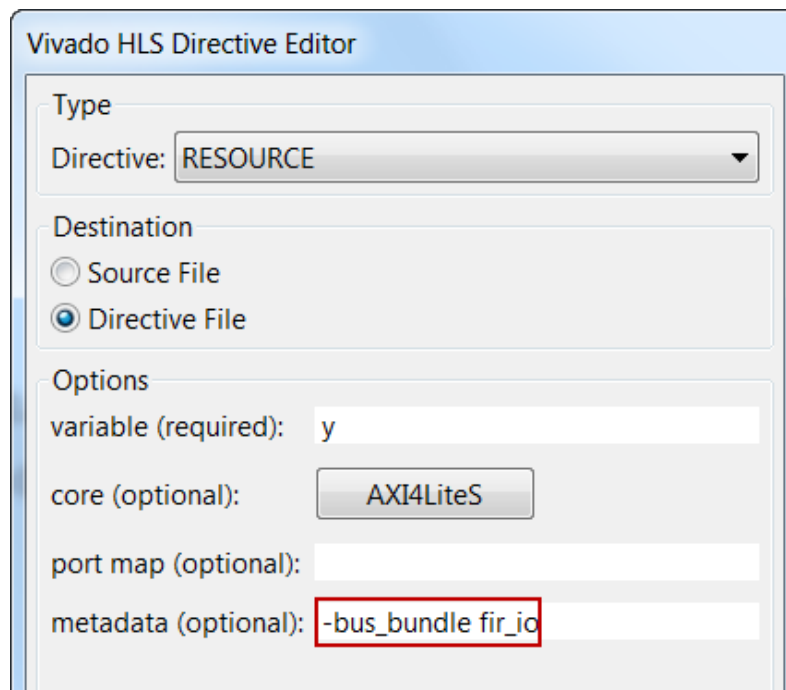 Vivado HLS Directive Editor
Type
Directive: RESOURCE
Destination
Source File
Directive File
Options
variable (required): y
core (optional): AXI4LiteS
port map (optional):
metadata (optional): -bus_bundle fir_io